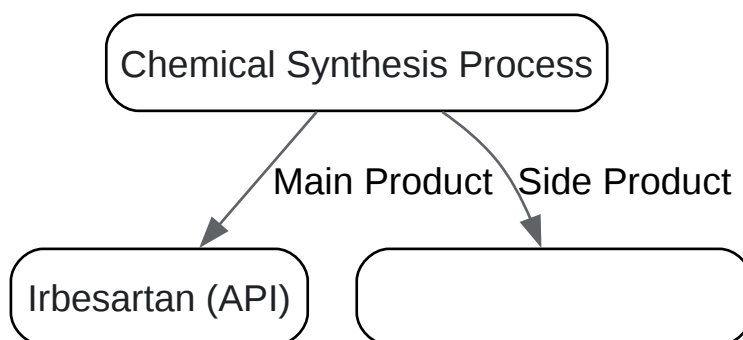 Chemical Synthesis Process
Main Product
Side Product
Irbesartan (API)